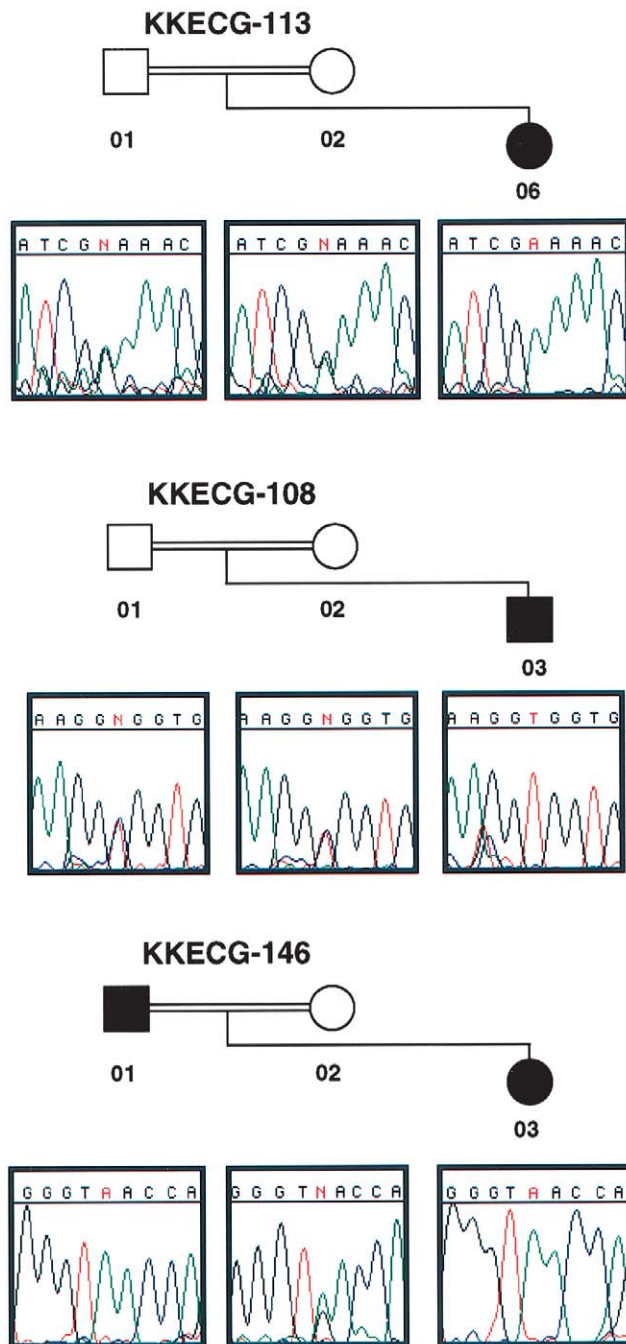 KKECG-113
01 02
06
A T C G N A A A C A T C G N A A A C A T C G A A A A C
KKECG-108
01 02
03
A A G G N G G T G A A G G N G G T G A A G G T G G T G
KKECG-146
01 02
03
G G G T A A C C A G G G T N A C C A G G G T A A C C A